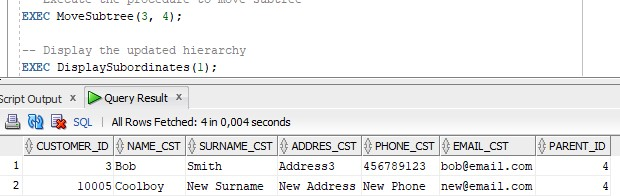 -- Execute the procedure to move subtree
EXEC MoveSubtree(3, 4);
-- Display the updated hierarchy
EXEC DisplaySubordinates(1);
Script Output x Query Result x
SQL | All Rows Fetched: 4 in 0,004 seconds
CUSTOMER_ID NAME_CST SURNAME_CST ADDRES_CST PHONE_CST EMAIL_CST PARENT_ID
1 3 Bob Smith Address3 456789123 bob@email.com 4
2 10005 Coolboy New Surname New Address New Phone new@email.com 4